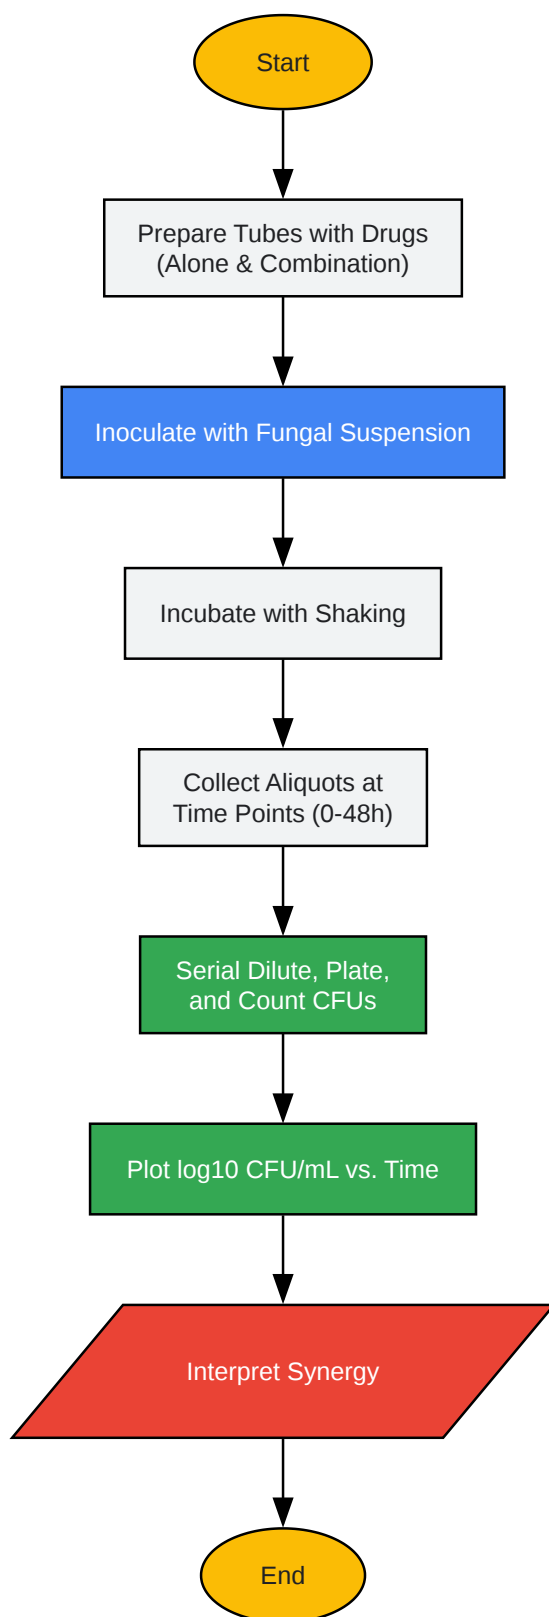 Start
Prepare Tubes with Drugs
(Alone & Combination)
Inoculate with Fungal Suspension
Incubate with Shaking
Collect Aliquots at
Time Points (0-48h)
Serial Dilute, Plate,
and Count CFUs
Plot log10 CFU/mL vs. Time
Interpret Synergy
End